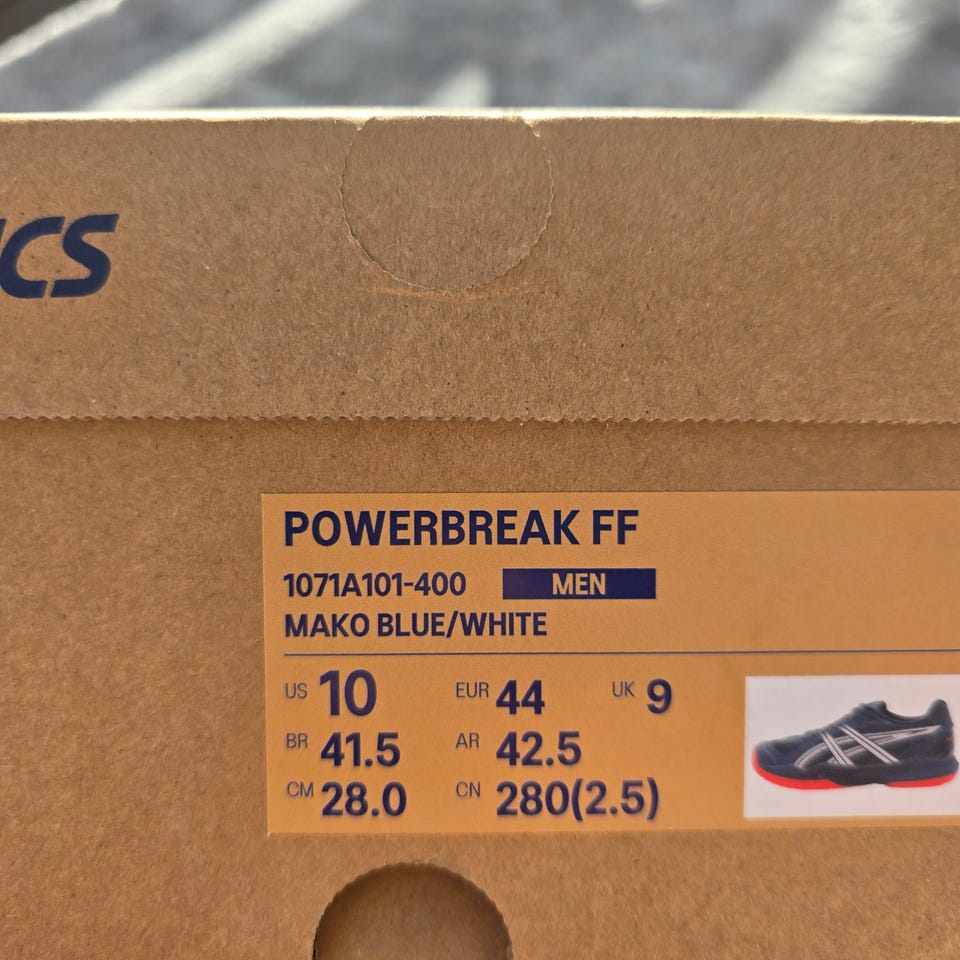 ICS
POWERBREAK FF
1071A101-400 MEN
MAKO BLUE/WHITE
US 10 EUR 44 UK 9
BR 41.5 AR 42.5
CM 28.0 CN 280(2.5)